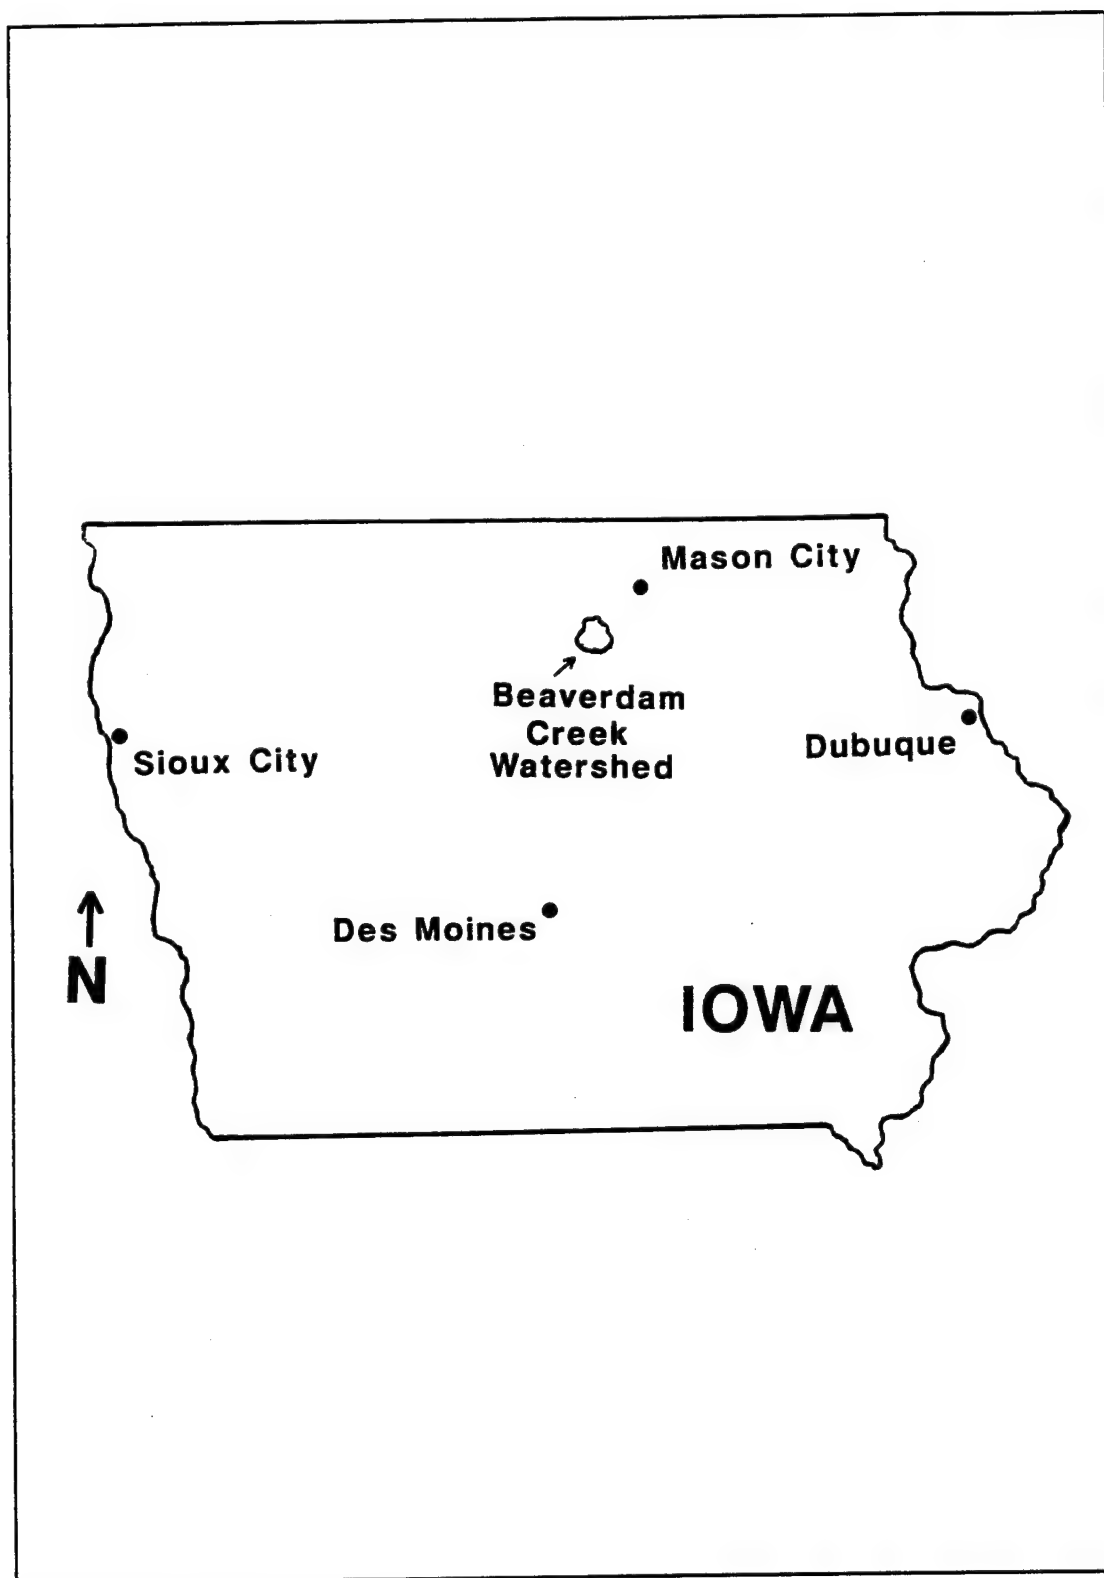 Mason City
Beaverdam
Creek
Watershed
Sioux City
Dubuque
Des Moines
N
IOWA